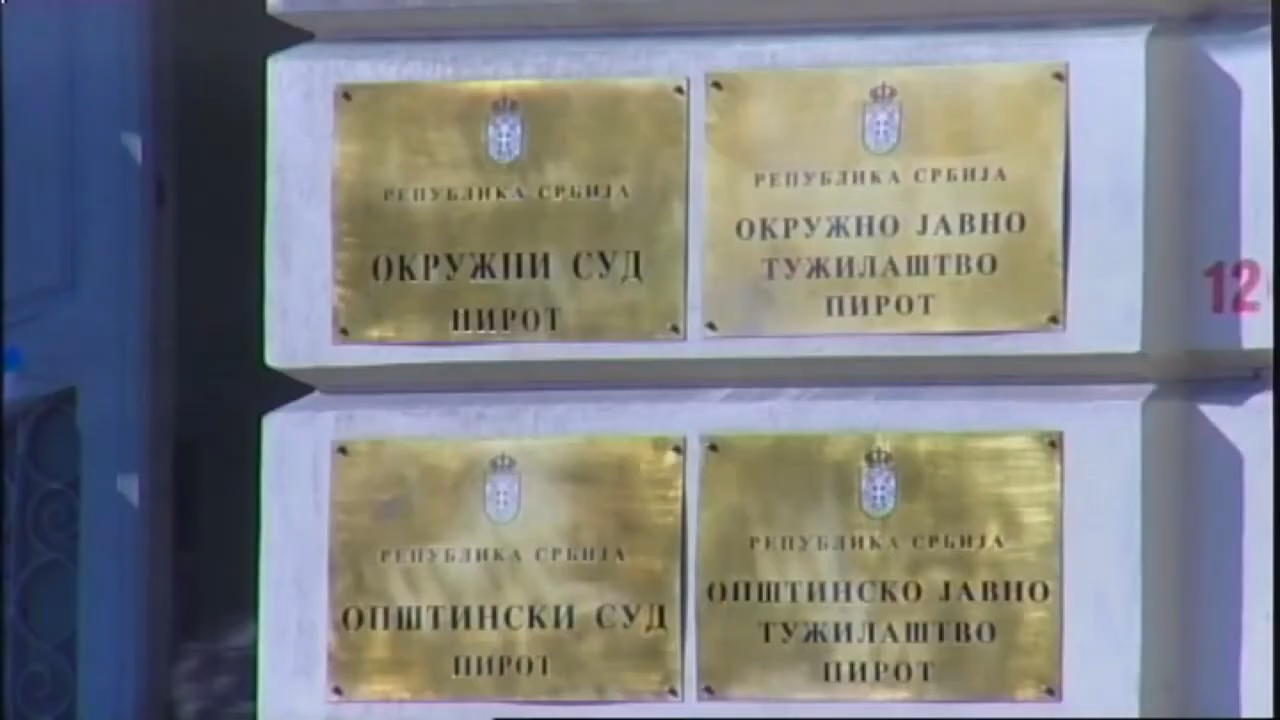 РЕПУБЛИКА СРБИЈА
ОКРУЖНИ СУД
ПИРОТ
РЕПУБЛИКА СРБИЈА
ОКРУЖНО ЈАВНО
ТУЖИЛАШТВО
ПИРОТ
12
РЕПУБЛИКА СРБИЈА
ОПШТИНСКИ СУД
ПИРОТ
РЕПУБЛИКА СРБИЈА
ОПШТИНСКО ЈАВНО
ТУЖИЛАШТВО
ПИРОТ